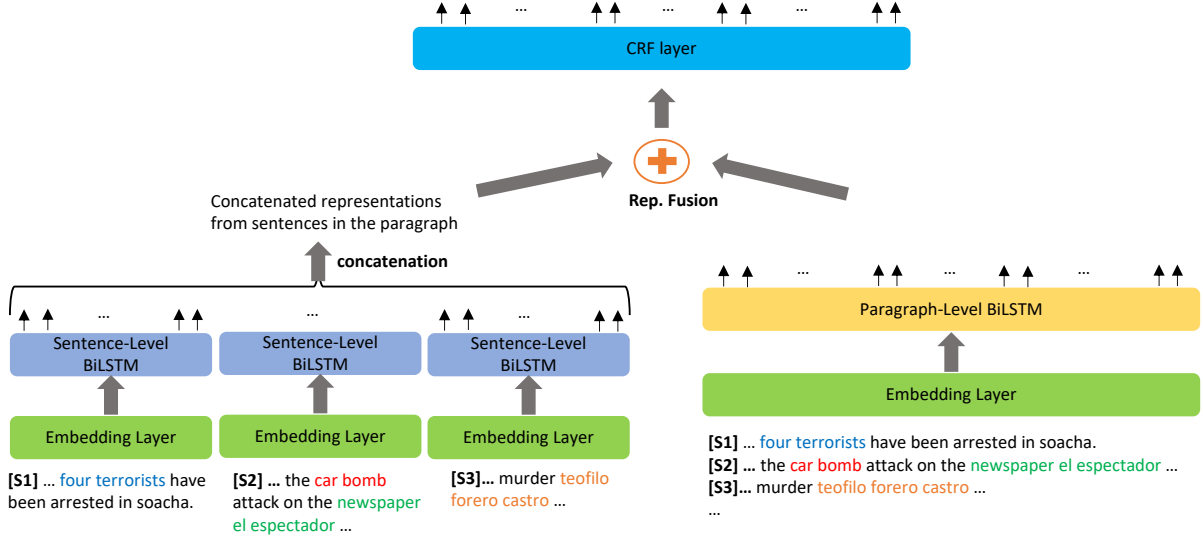 ...
...
...
CRF layer
Rep. Fusion
Concatenated representations
from sentences in the paragraph
concatenation
...
...
...
Sentence-Level
BiLSTM
Sentence-Level
BiLSTM
Sentence-Level
BiLSTM
Embedding Layer
Embedding Layer
Embedding Layer
[S1] ... four terrorists have
been arrested in soacha.
[S2] ... the car bomb
attack on the newspaper
el espectador ...
[S3]... murder teofilo
forero castro ...
...
...
...
Paragraph-Level BiLSTM
Embedding Layer
[S1] ... four terrorists have been arrested in soacha.
[S2] ... the car bomb attack on the newspaper el espectador ...
[S3]... murder teofilo forero castro ...
...